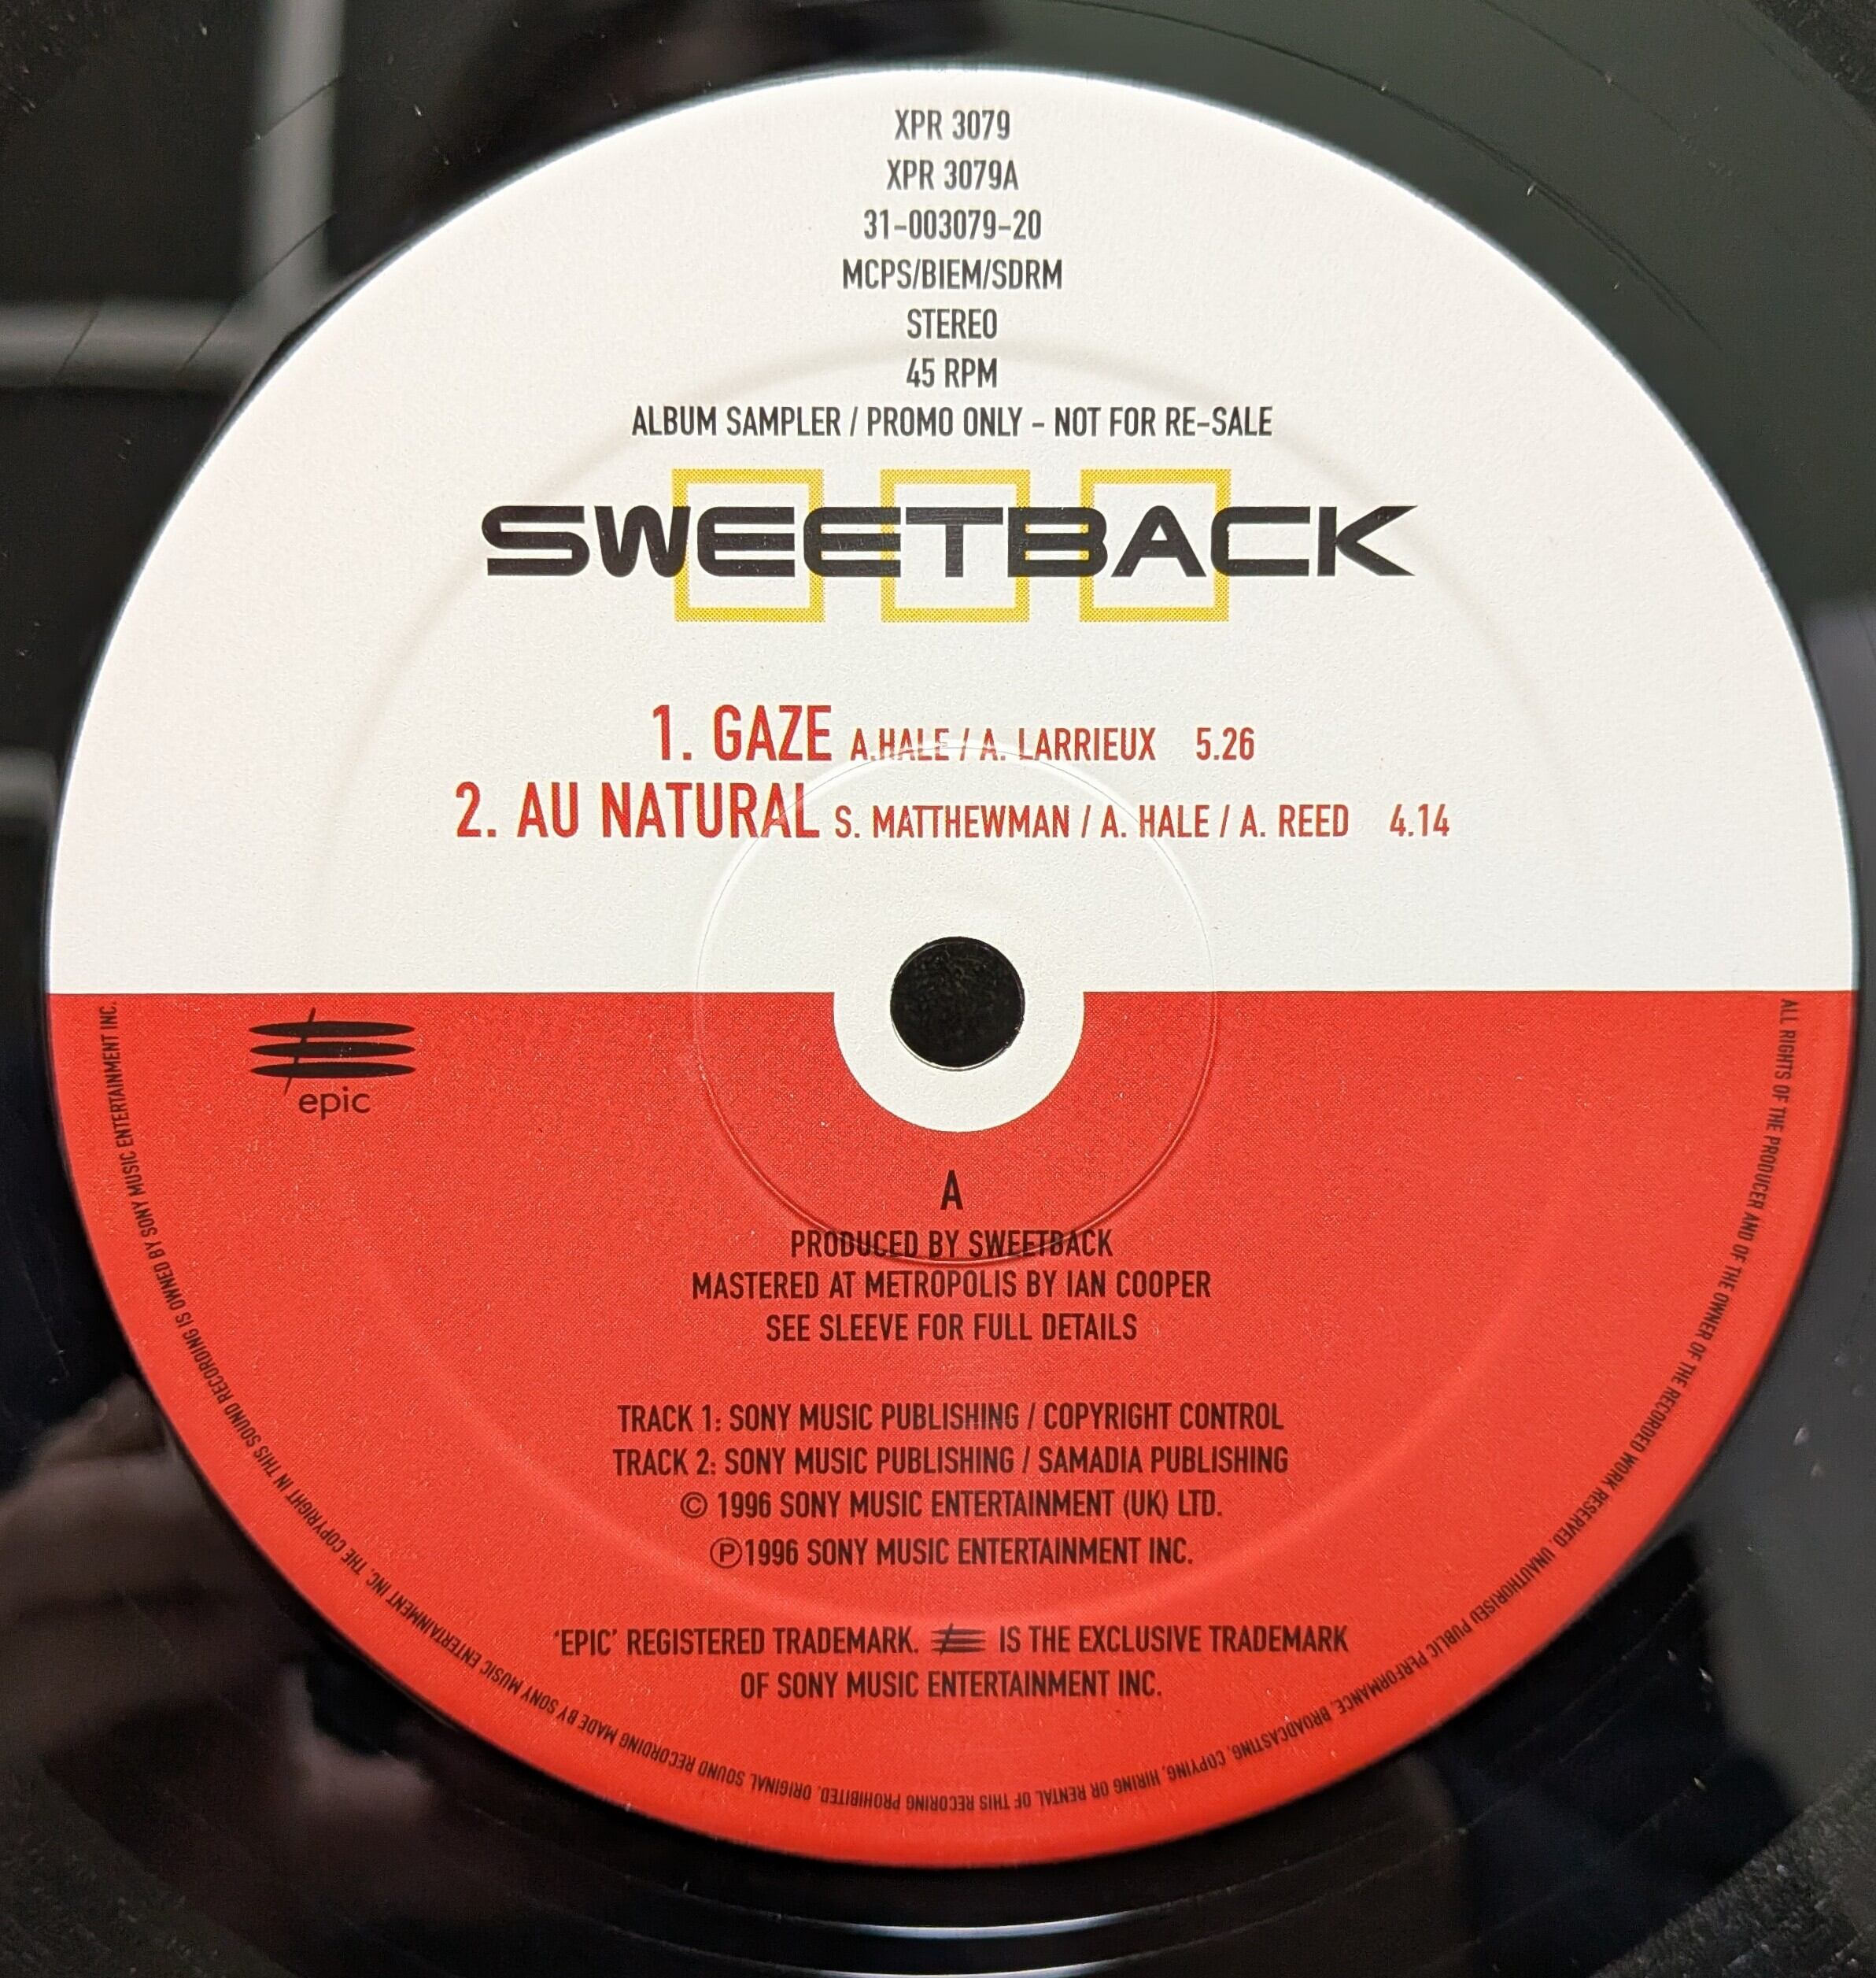 XPR 3079
XPR 3079A
31-003079-20
MCPS/BIEM/SDRM
STEREO
45 RPM
ALBUM SAMPLER / PROMO ONLY - NOT FOR RE-SALE
SWEETBACK
1. GAZE A.HALE / A. LARRIEUX 5.26
2. AU NATURAL S. MATTHEWMAN / A. HALE / A. REED 4.14
epic
A
PRODUCED BY SWEETBACK
MASTERED AT METROPOLIS BY IAN COOPER
SEE SLEEVE FOR FULL DETAILS
TRACK 1: SONY MUSIC PUBLISHING / COPYRIGHT CONTROL
TRACK 2: SONY MUSIC PUBLISHING / SAMADIA PUBLISHING
© 1996 SONY MUSIC ENTERTAINMENT (UK) LTD.
℗1996 SONY MUSIC ENTERTAINMENT INC.
'EPIC' REGISTERED TRADEMARK. IS THE EXCLUSIVE TRADEMARK
OF SONY MUSIC ENTERTAINMENT INC.
ALL RIGHTS OF THE PRODUCER AND OF THE OWNER OF THE RECORDED WORK RESERVED. UNAUTHORISED PUBLIC PERFORMANCE, BROADCASTING, COPYING, HIRING OR RENTAL OF THIS RECORING PROHIBITED. ORIGINAL SOUND RECORDING MADE BY SONY MUSIC ENTERTAINMENT INC. THE COPYRIGHT IN THIS SOUND RECORDING IS OWNED BY SONY MUSIC ENTERTAINMENT INC.